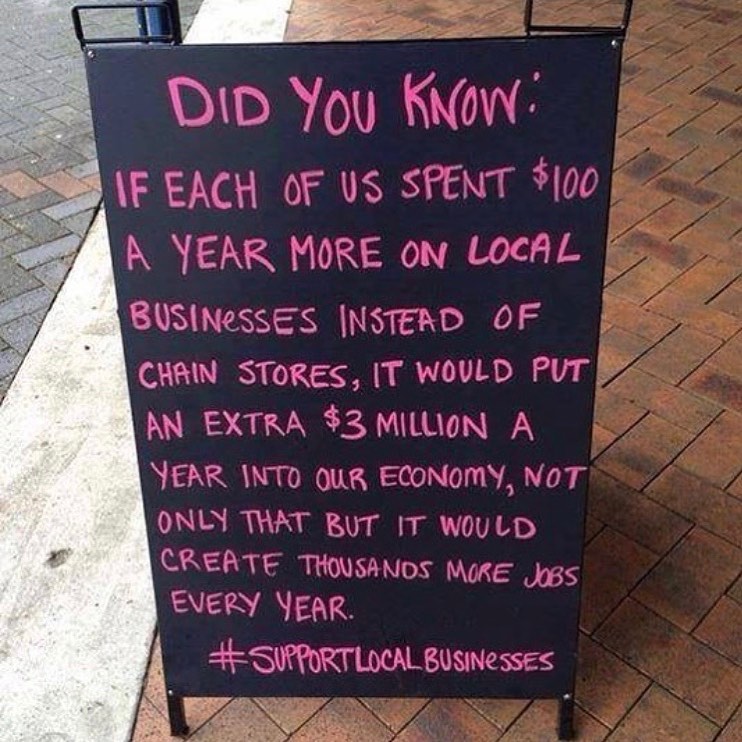 DID YOU KNOW:
IF EACH OF US SPENT $100
A YEAR MORE ON LOCAL
BUSINESSES INSTEAD OF
CHAIN STORES, IT WOULD PUT
AN EXTRA $3 MILLION A
YEAR INTO OUR ECONOMY, NOT
ONLY THAT BUT IT WOULD
CREATE THOUSANDS MORE JOBS
EVERY YEAR.
#SUPPORTLOCALBUSINESSES